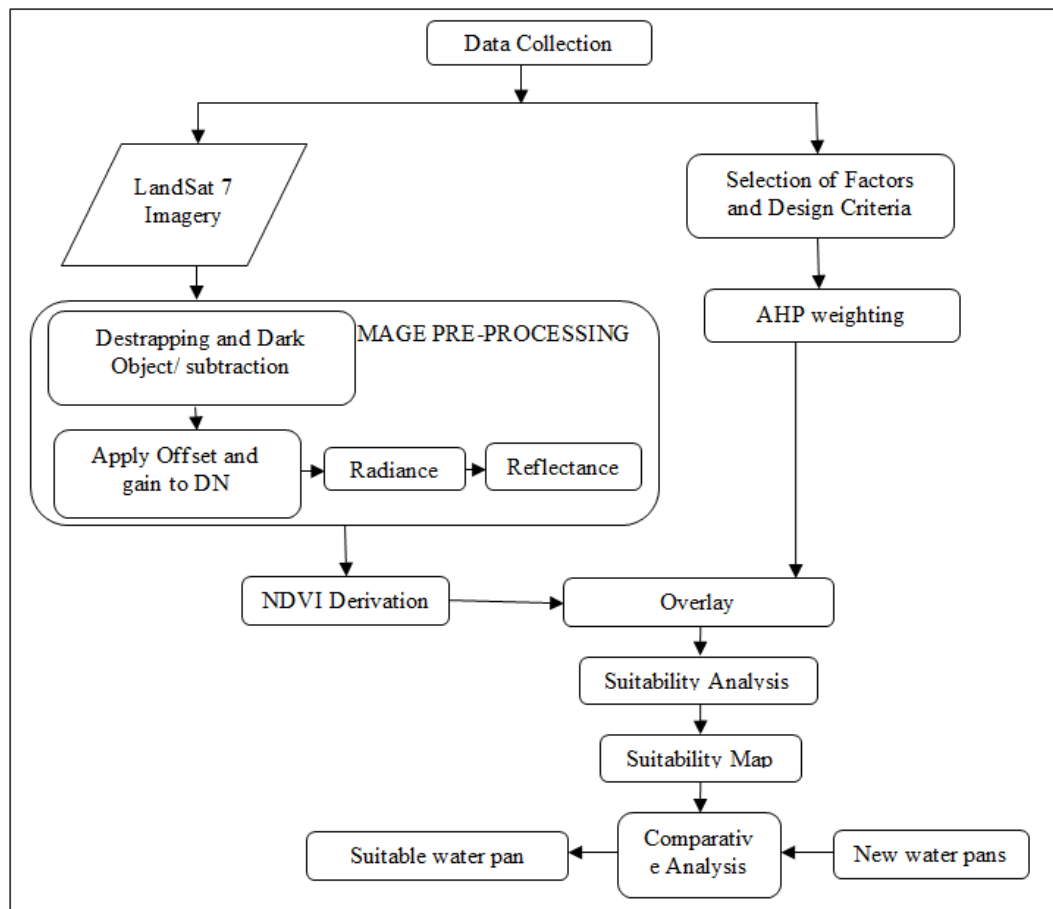 Data Collection
LandSat 7
Imagery
Selection of Factors
and Design Criteria
AHP weighting
MAGE PRE-PROCESSING
Destrapping and Dark
Object/ subtraction
Apply Offset and
gain to DN
Radiance
Reflectance
NDVI Derivation
Overlay
Suitability Analysis
Suitability Map
Comparativ
e Analysis
Suitable water pan
New water pans